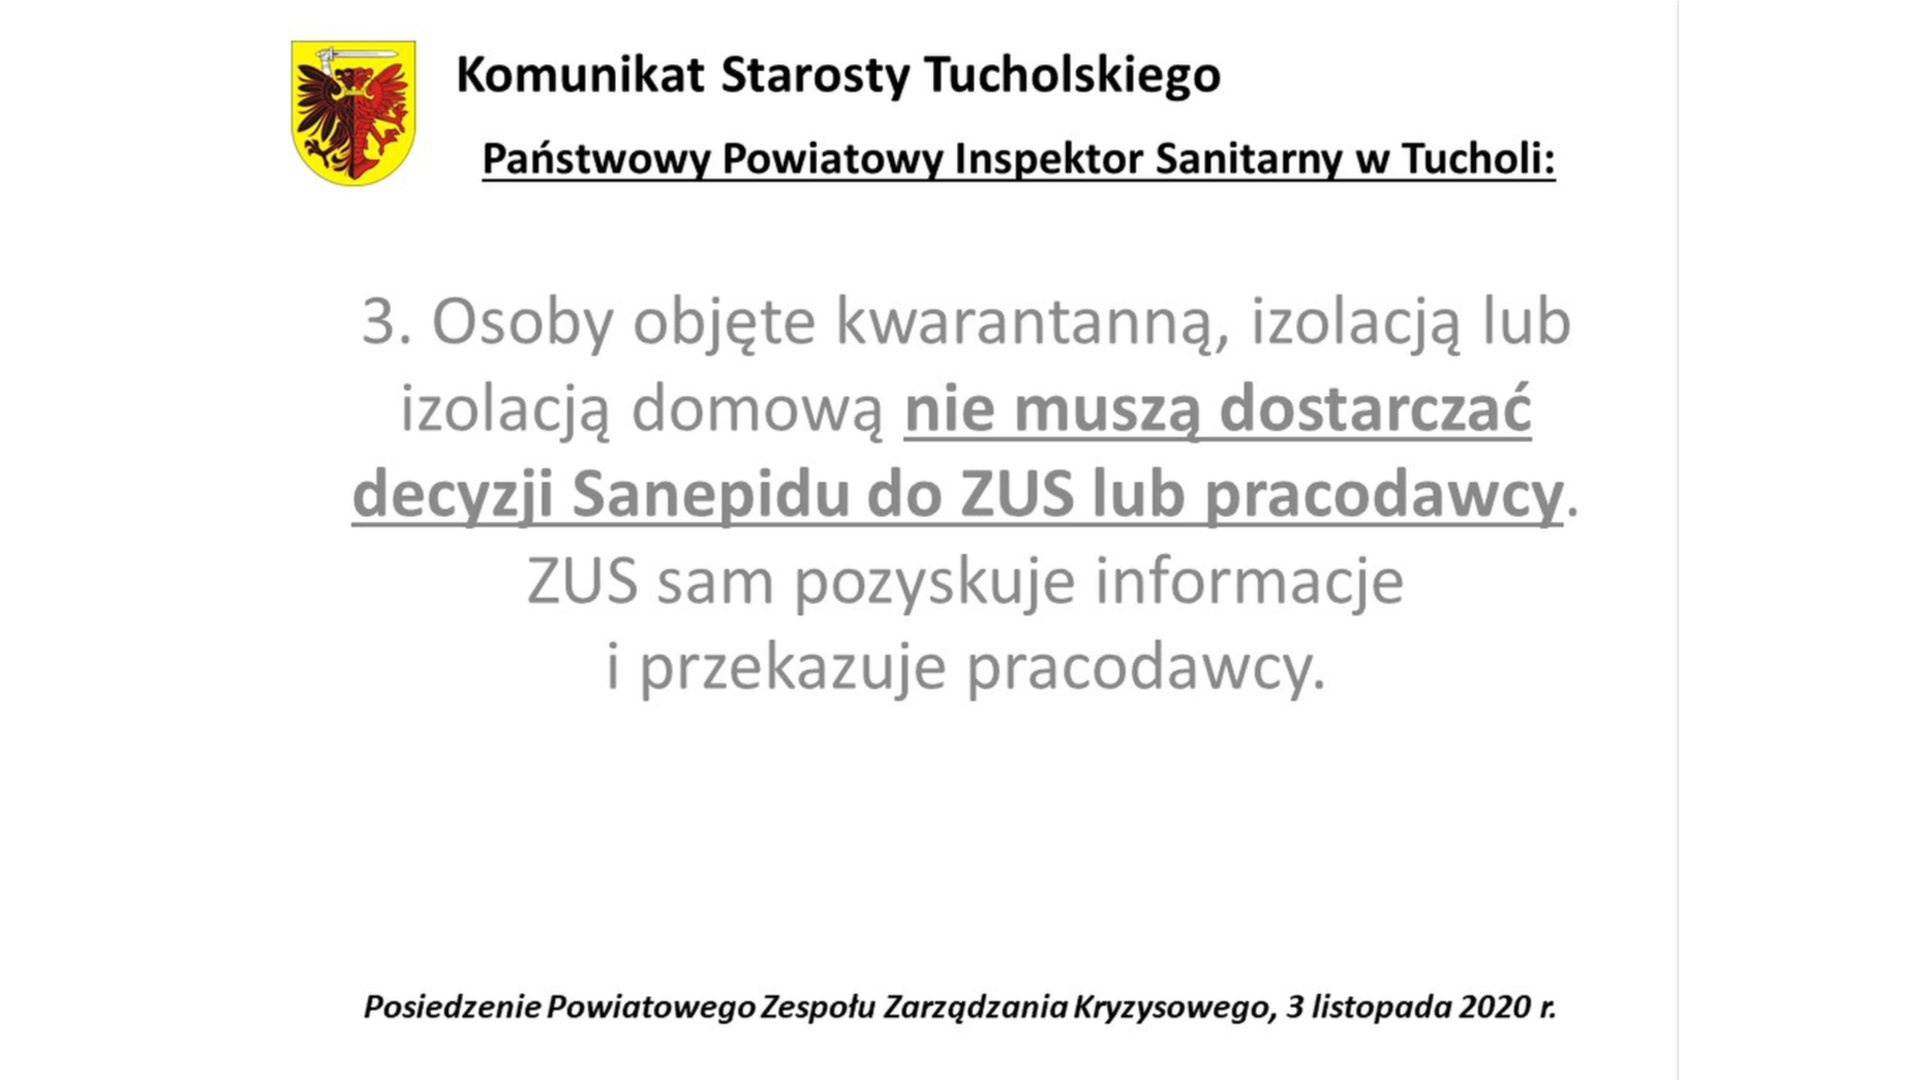 Komunikat Starosty Tucholskiego
Państwowy Powiatowy Inspektor Sanitarny w Tucholi:
3. Osoby objęte kwarantanną, izolacją lub
izolacją domową nie muszą dostarczać
decyzji Sanepidu do ZUS lub pracodawcy.
ZUS sam pozyskuje informacje
i przekazuje pracodawcy.
Posiedzenie Powiatowego Zespołu Zarządzania Kryzysowego, 3 listopada 2020 r.